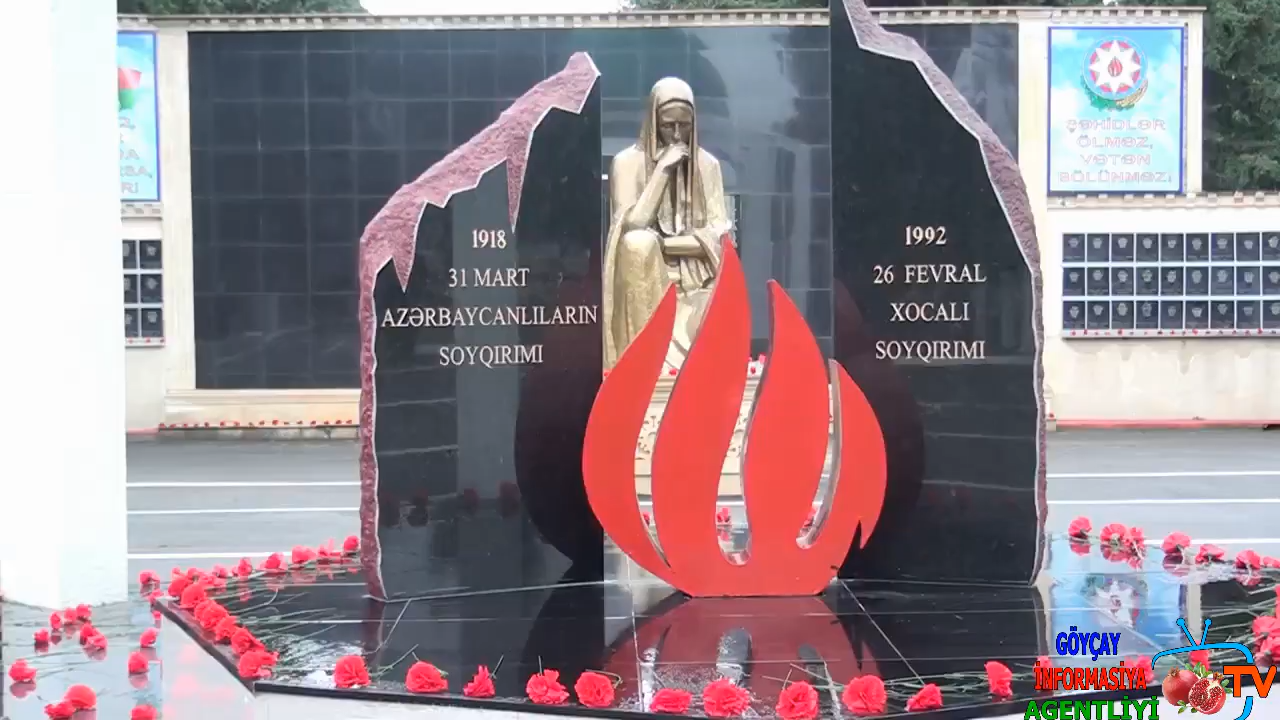 1918
31 MART
AZƏRBAYCANLILARIN
SOYQIRIMI
1992
26 FEVRAL
XOCALI
SOYQIRIMI
ŞƏHİDLƏR
ÖLMƏZ,
VƏTƏN
BÖLÜNMƏZ!
GÖYÇAY
İNFORMASİYA
AGENTLİYİ
TV